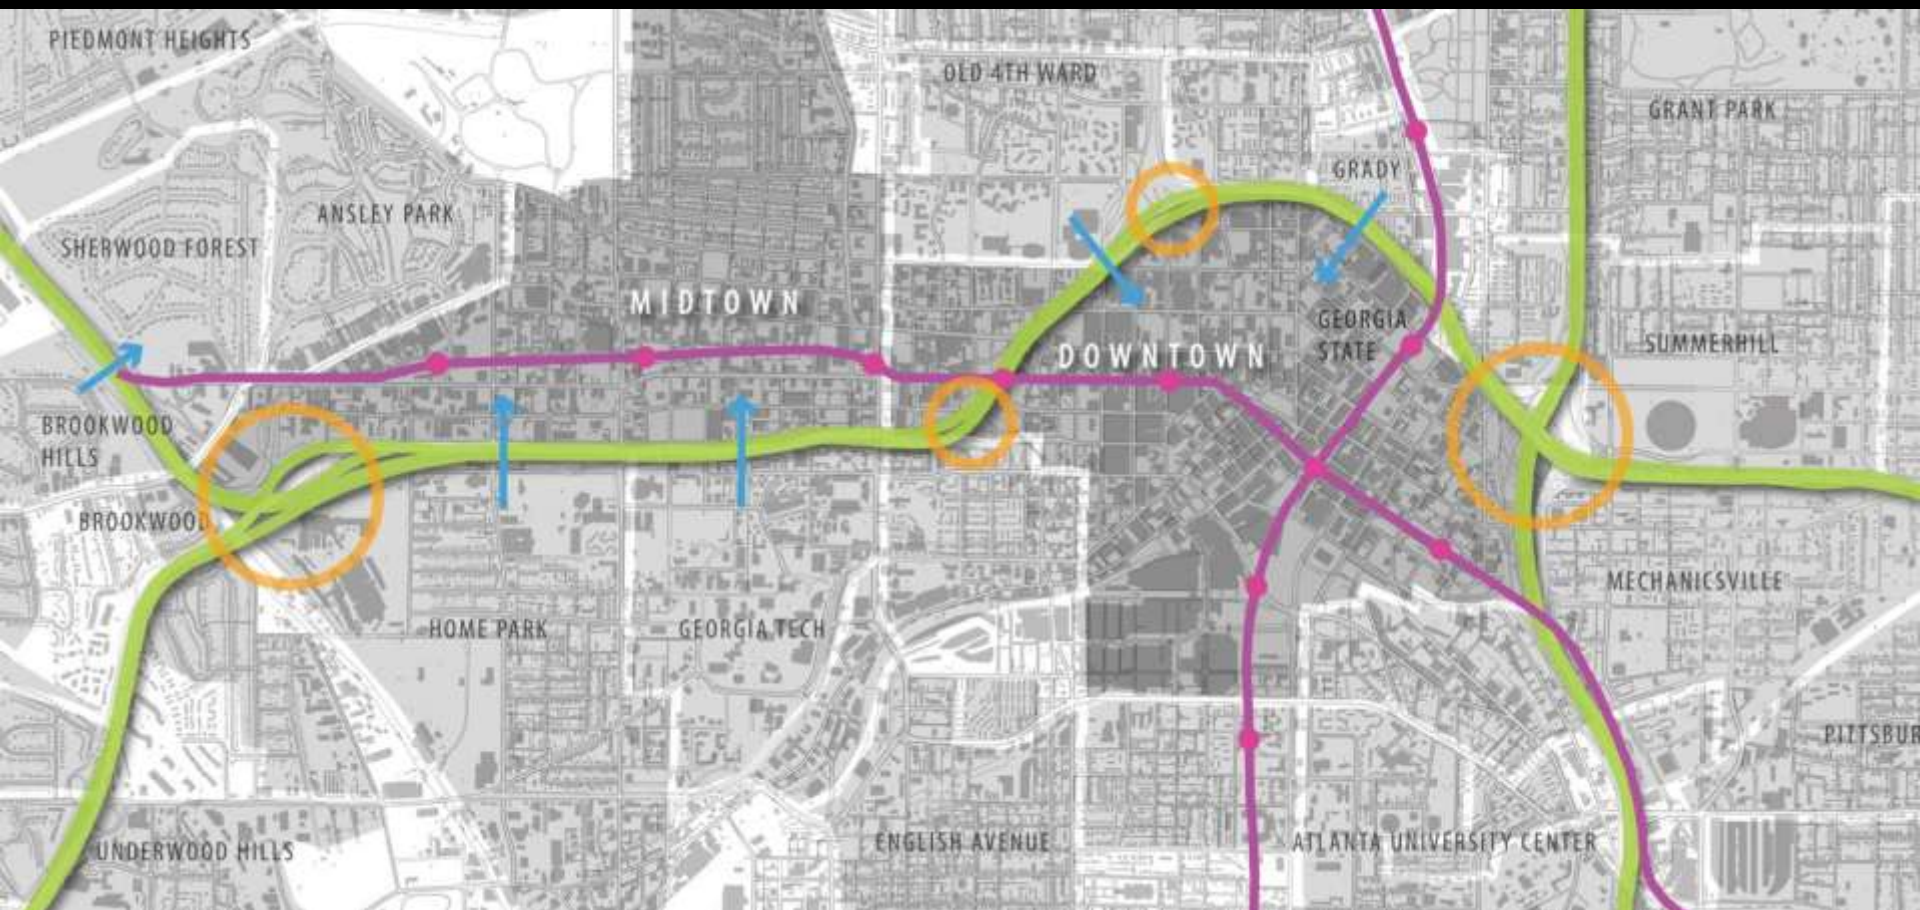 PIEDMONT HEIGHTS
OLD 4TH WARD
GRANT PARK
GRADY
ANSLEY PARK
SHERWOOD FOREST
MIDTOWN
GEORGIA
STATE
DOWNTOWN
SUMMERHILL
BROOKWOOD
HILLS
BROOKWOOD
MECHANICSVILLE
HOME PARK
GEORGIA TECH
PITTSBUR
ENGLISH AVENUE
ATLANTA UNIVERSITY CENTER
UNDERWOOD HILLS